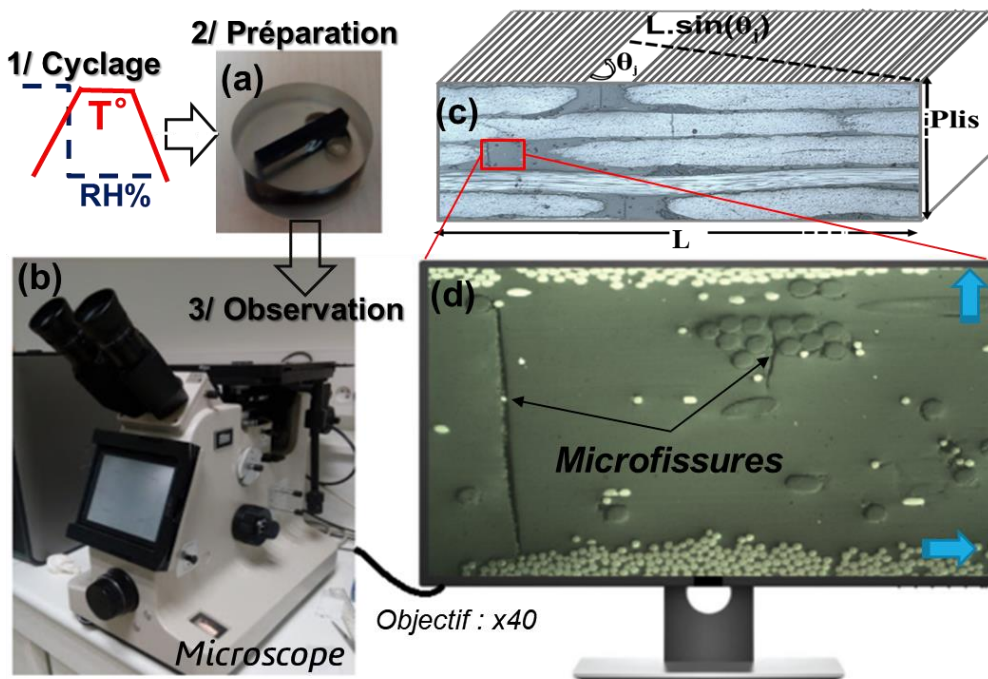 1/ Cyclage
T°
RH%
2/ Préparation
(a)
3/ Observation
(b)
Microscope
Objectif : x40
(c)
L.sin(θj)
θj
Plis
L
(d)
Microfissures